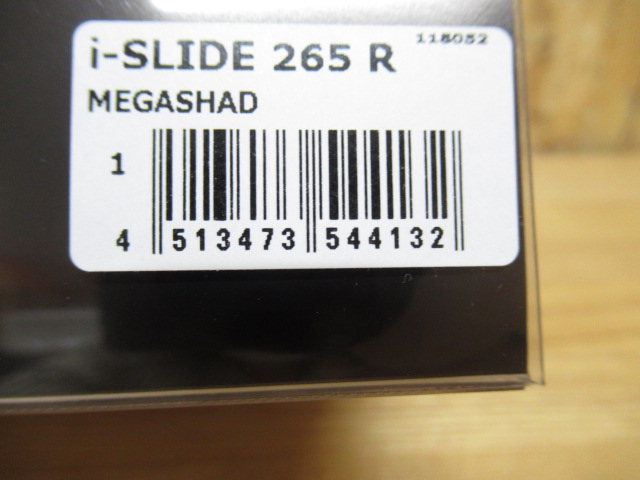 i-SLIDE 265 R 118052
MEGASHAD
1
4 513473 544132